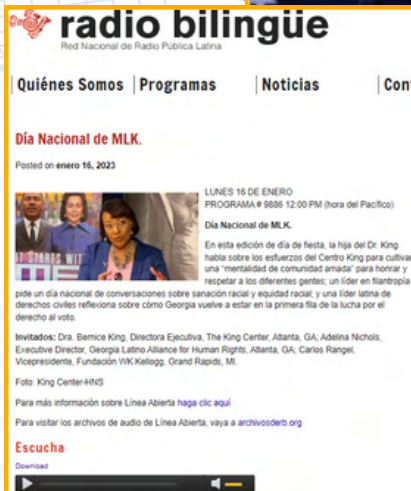 radio bilingüe
Red Nacional de Radio Pública Latina
Quiénes Somos
Programas
Noticias
Con
Día Nacional de MLK.
Posted on enero 16, 2023
LUNES 16 DE ENERO
PROGRAMA # 9886 12:00 PM (hora del Pacífico)
Día Nacional de MLK.
En esta edición de día de fiesta, la hija del Dr. King
habla sobre los esfuerzos del Centro King para cultivar
una “mentalidad de comunidad amada” para honrar y
respetar a los diferentes gentes; un líder en filantropía
pide un día nacional de conversaciones sobre sanación racial y equidad racial; y una líder latina de
derechos civiles reflexiona sobre cómo Georgia vuelve a estar en la primera fila de la lucha por el
derecho al voto.
Invitados: Dra. Bernice King, Directora Ejecutiva, The King Center, Atlanta, GA; Adelina Nichols,
Executive Director, Georgia Latino Alliance for Human Rights, Atlanta, GA; Carlos Rangel,
Vicepresidente, Fundación WK Kellogg, Grand Rapids, MI.
Foto: King Center-HNS
Para más información sobre Línea Abierta haga clic aquí
Para visitar los archivos de audio de Línea Abierta, vaya a archivosderb.org
Escucha
Download